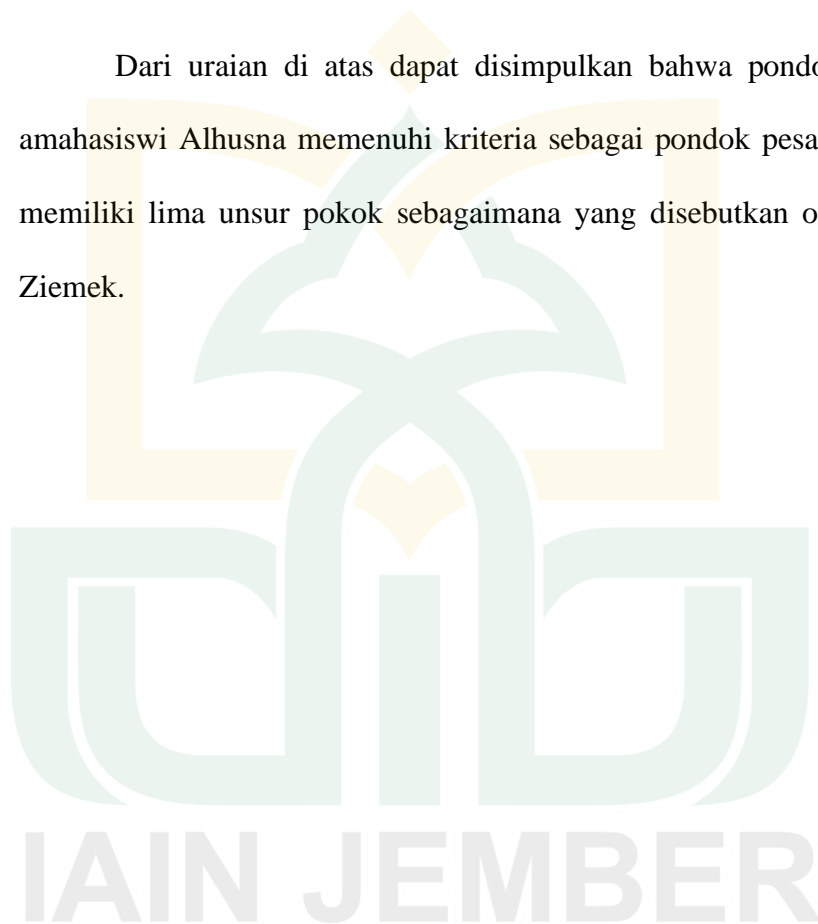 Dari uraian di atas dapat disimpulkan bahwa pondo
amahasiswi Alhusna memenuhi kriteria sebagai pondok pesa
memiliki lima unsur pokok sebagaimana yang disebutkan o
Ziemek.
IAIN JEMBER